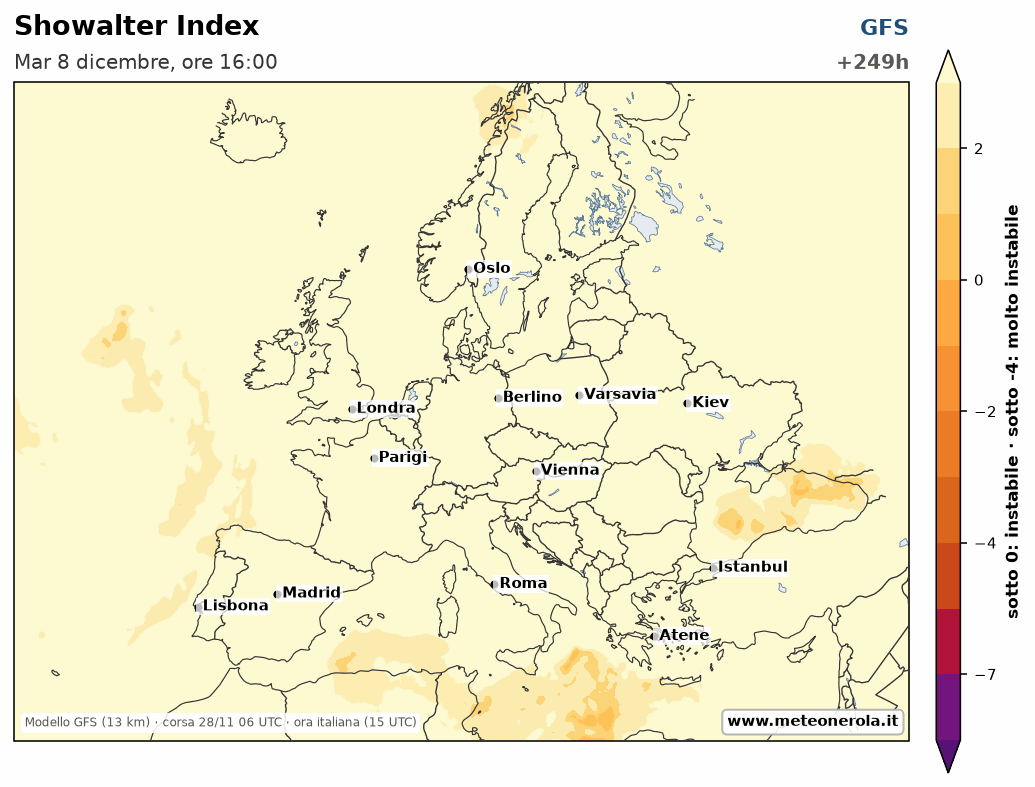 Showalter Index
GFS
Mar 8 dicembre, ore 16:00
+249h
Oslo
Londra
Berlino
Varsavia
Kiev
Parigi
Vienna
Istanbul
Roma
Madrid
Lisbona
Atene
Modello GFS (13 km) · corsa 28/11 06 UTC · ora italiana (15 UTC)
www.meteonerola.it
2
0
−2
−4
−7
sotto 0: instabile · sotto -4: molto instabile